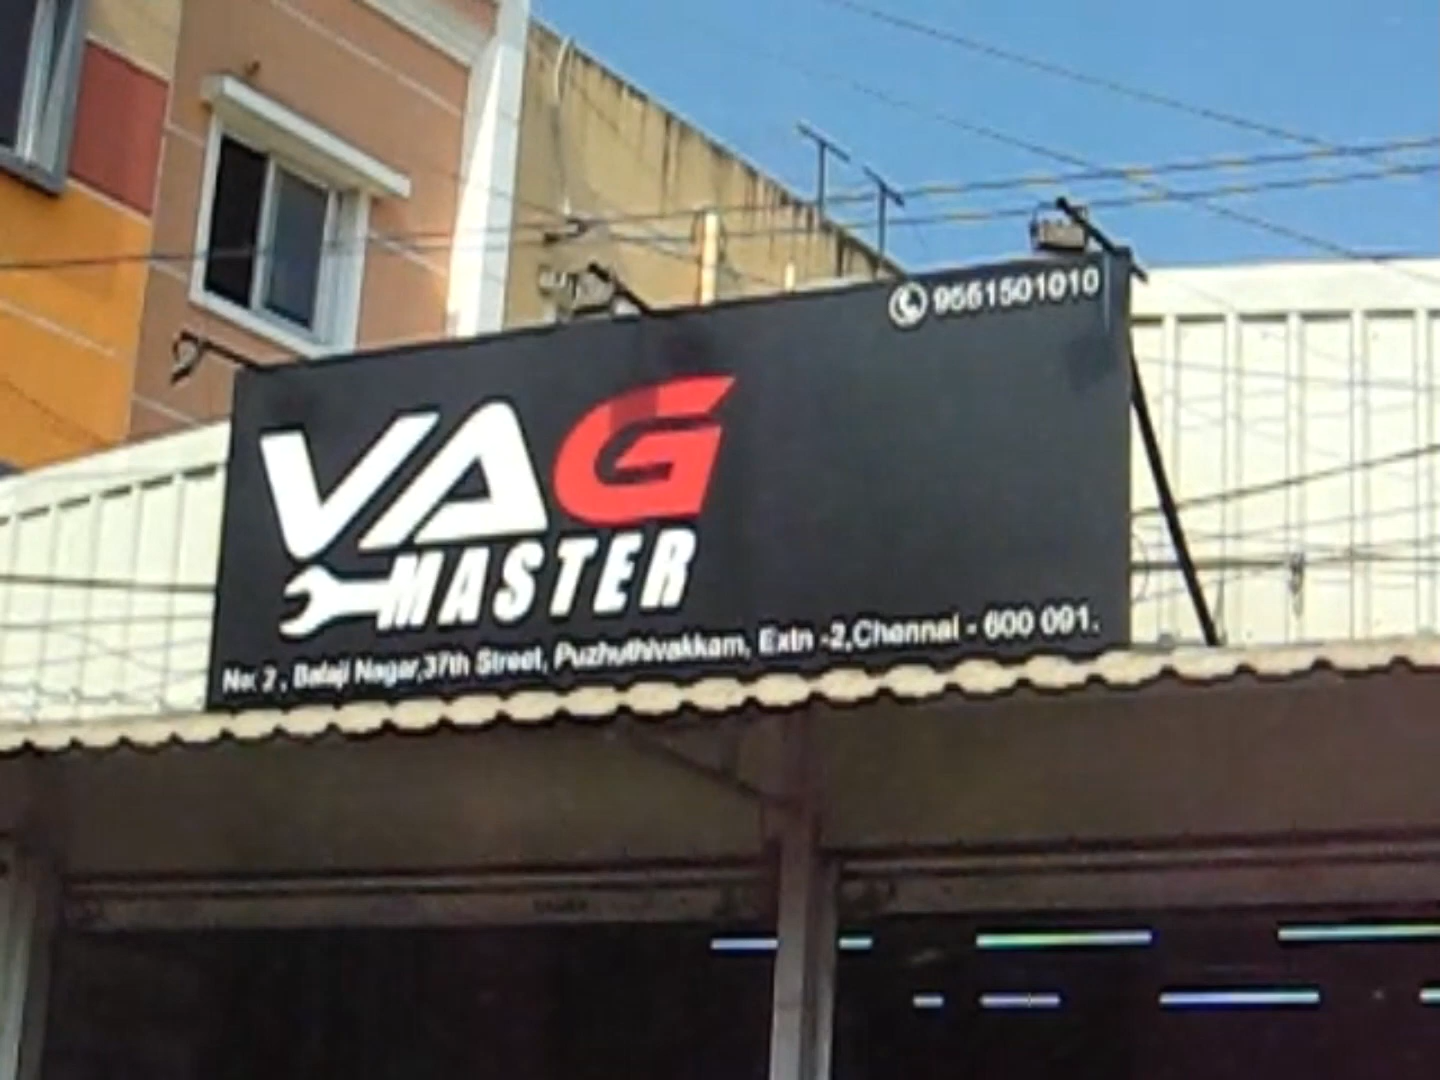 9551501010
VAG
MASTER
No: 2 , Balaji Nagar,37th Street, Puzhuthivakkam, Extn -2,Chennai - 600 091.